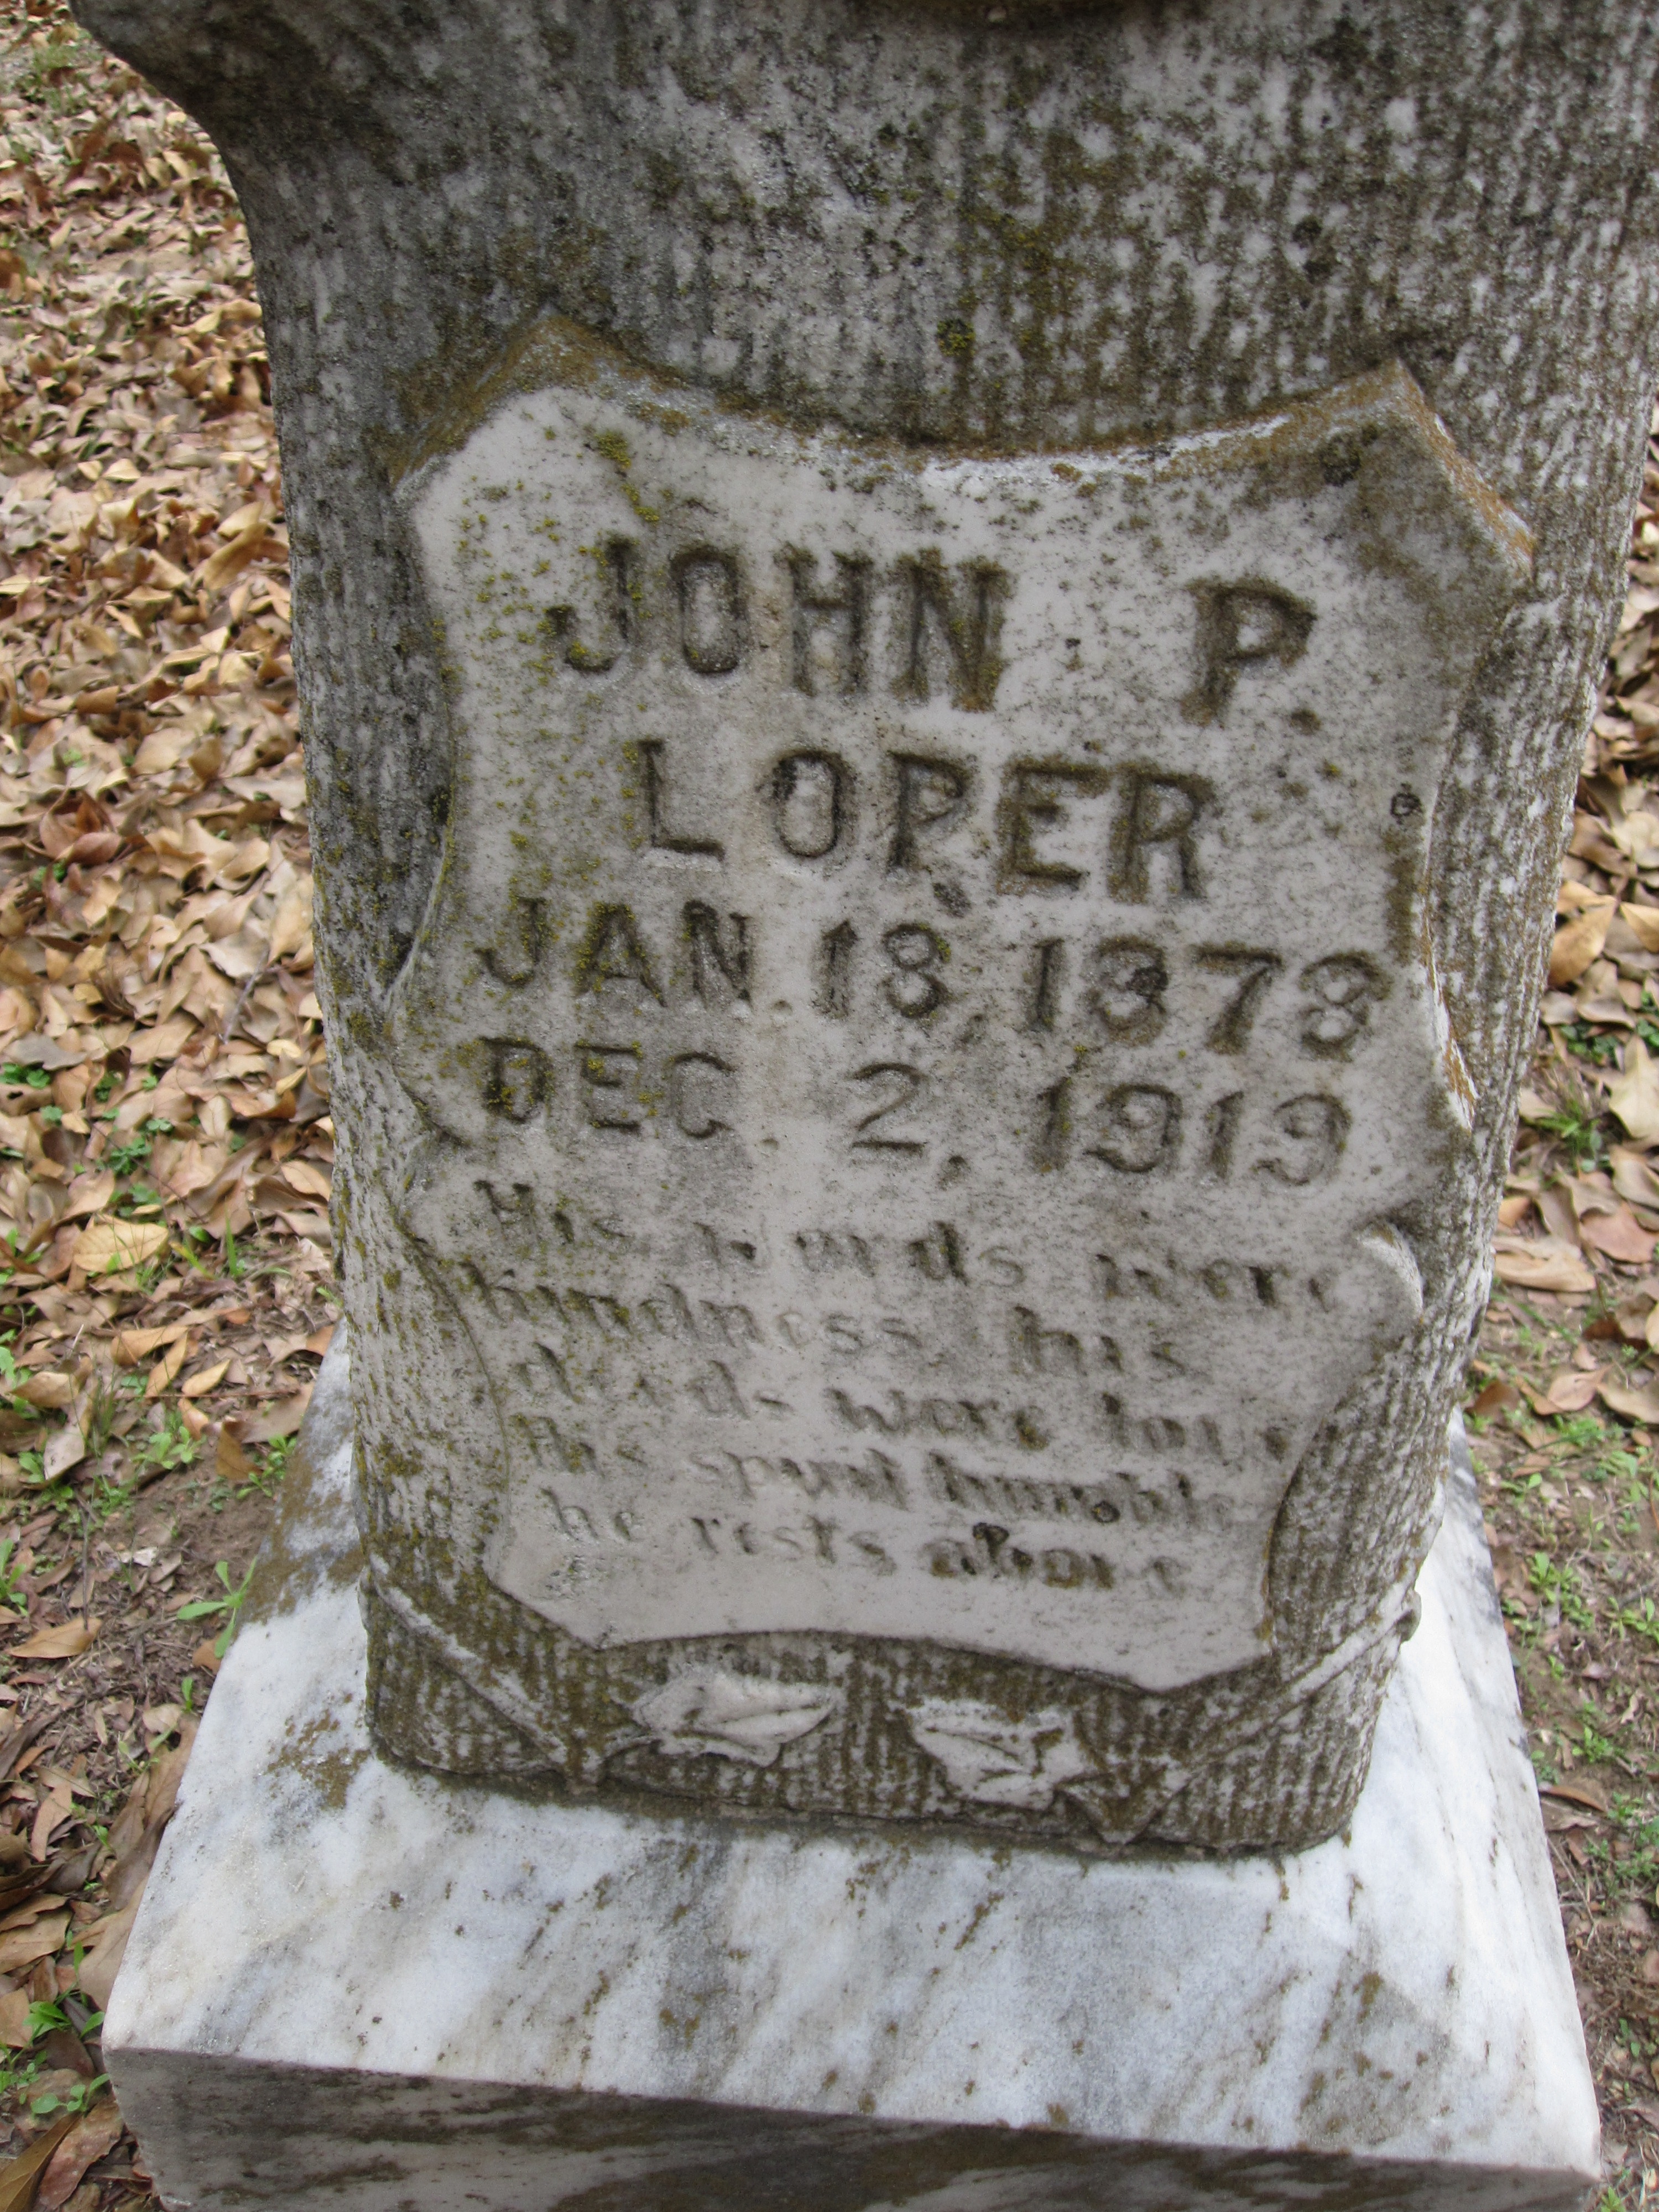 JOHN P.
LOPER
JAN. 18, 1878
DEC. 2, 1919
His words were
kindness, his
deeds were love
his spirit humble
he rests above